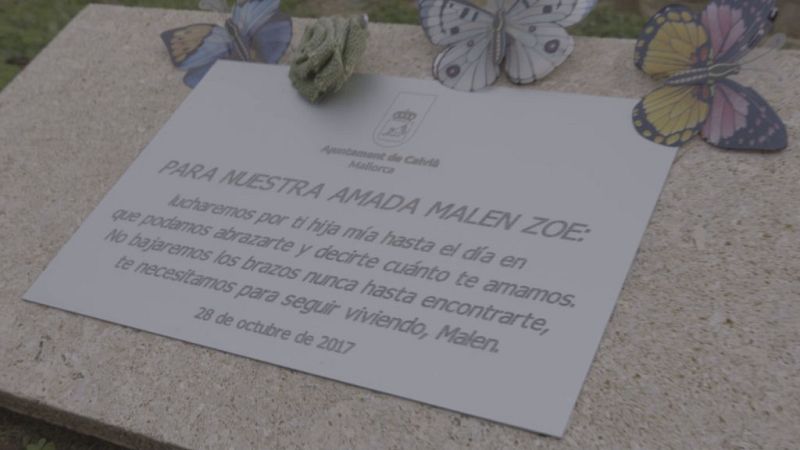 Ajuntament de Calvià
Mallorca
PARA NUESTRA AMADA MALEN ZOE:
lucharemos por ti hija mía hasta el día en
que podamos abrazarte y decirte cuánto te amamos.
No bajaremos los brazos nunca hasta encontrarte,
te necesitamos para seguir viviendo, Malen.
28 de octubre de 2017